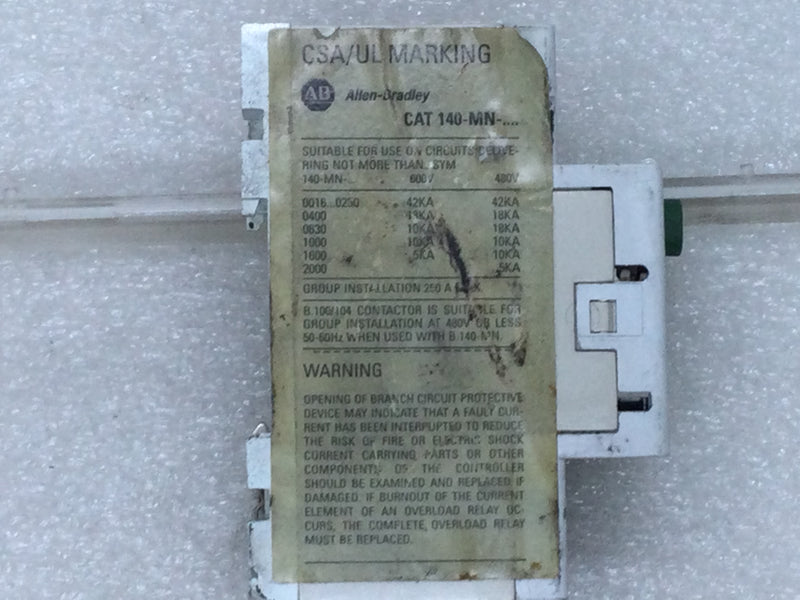 CSA/UL MARKING
AB Allen-Bradley
CAT 140-MN-....
SUITABLE FOR USE ON CIRCUITS DELIVE-
RING NOT MORE THAN...SYM
140-MN-... 600V 480V
0016...0250 42KA 42KA
0400 18KA
0630 10KA 18KA
1000 10KA 10KA
1600 5KA 10KA
2000 5KA
GROUP INSTALLATION 250 A
B.100/104 CONTACTOR IS SUITABLE FOR
GROUP INSTALLATION AT 480V OR LESS
50-60Hz WHEN USED WITH B.140-MN.
WARNING
OPENING OF BRANCH CIRCUIT PROTECTIVE
DEVICE MAY INDICATE THAT A FAULT CUR-
RENT HAS BEEN INTERRUPTED TO REDUCE
THE RISK OF FIRE OR ELECTRIC SHOCK
CURRENT CARRYING PARTS OR OTHER
COMPONENTS OF THE CONTROLLER
SHOULD BE EXAMINED AND REPLACED IF
DAMAGED. IF BURNOUT OF THE CURRENT
ELEMENT OF AN OVERLOAD RELAY OC-
CURS, THE COMPLETE OVERLOAD RELAY
MUST BE REPLACED.